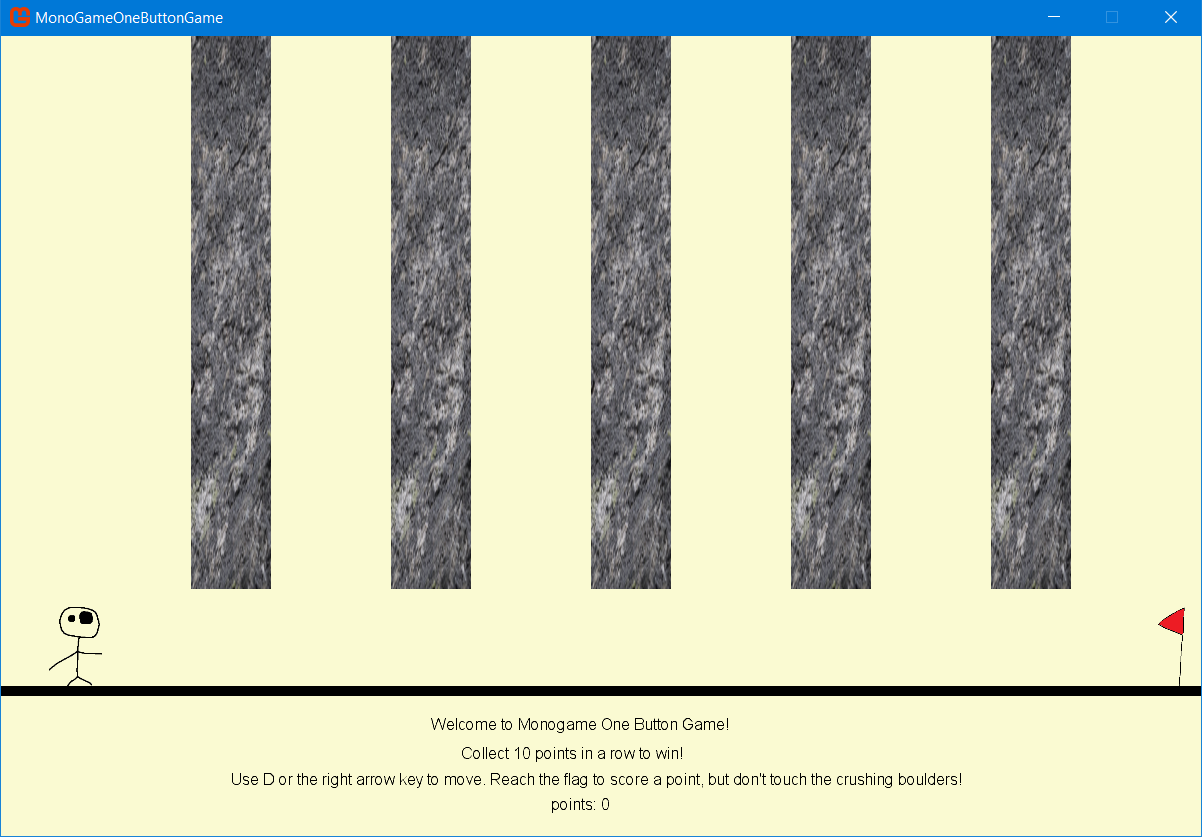 MonoGameOneButtonGame
Welcome to Monogame One Button Game!
Collect 10 points in a row to win!
Use D or the right arrow key to move. Reach the flag to score a point, but don't touch the crushing boulders!
points: 0